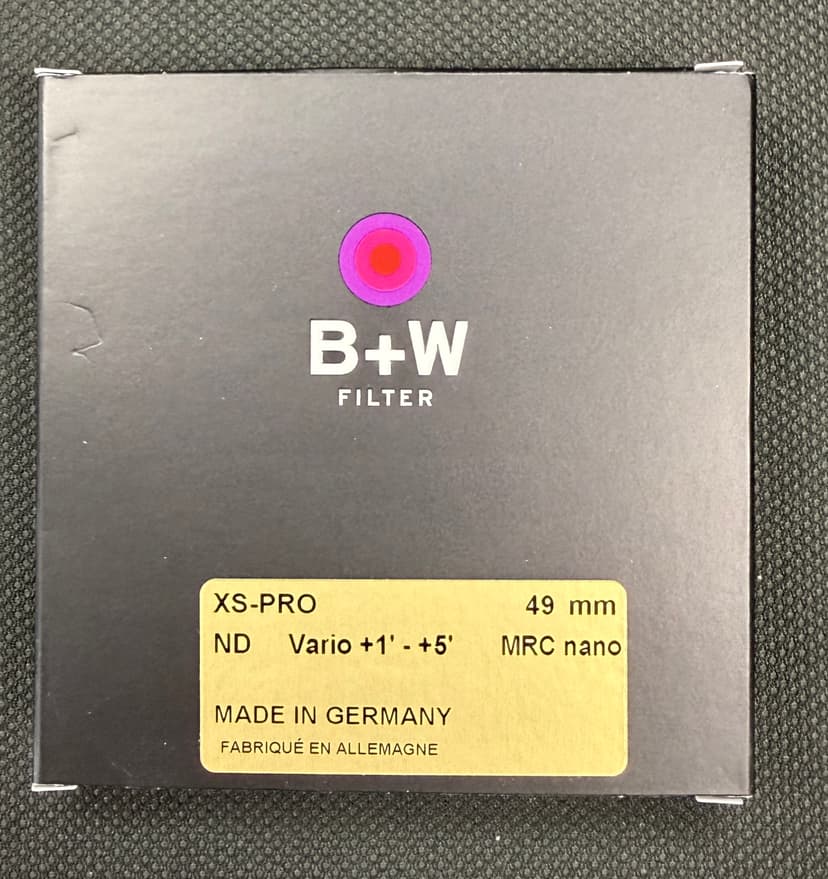 B+W
FILTER
XS-PRO 49 mm
ND Vario +1' - +5' MRC nano
MADE IN GERMANY
FABRIQUÉ EN ALLEMAGNE